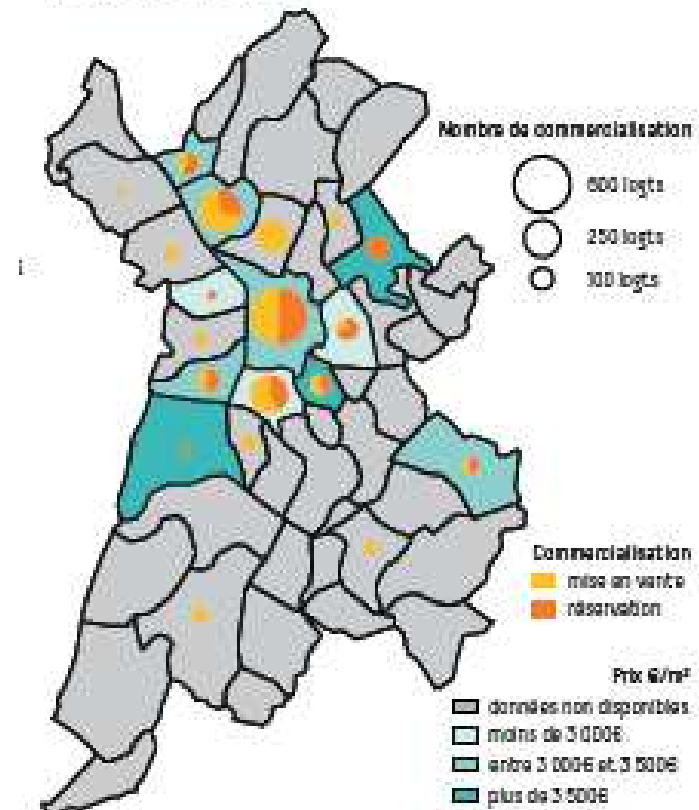 Nombre de commercialisation
600 logts
250 logts
100 logts
Commercialisation
mise en vente
réservation
Prix €/m²
données non disponibles
moins de 3 000€
entre 3 000€ et 3 500€
plus de 3 500€